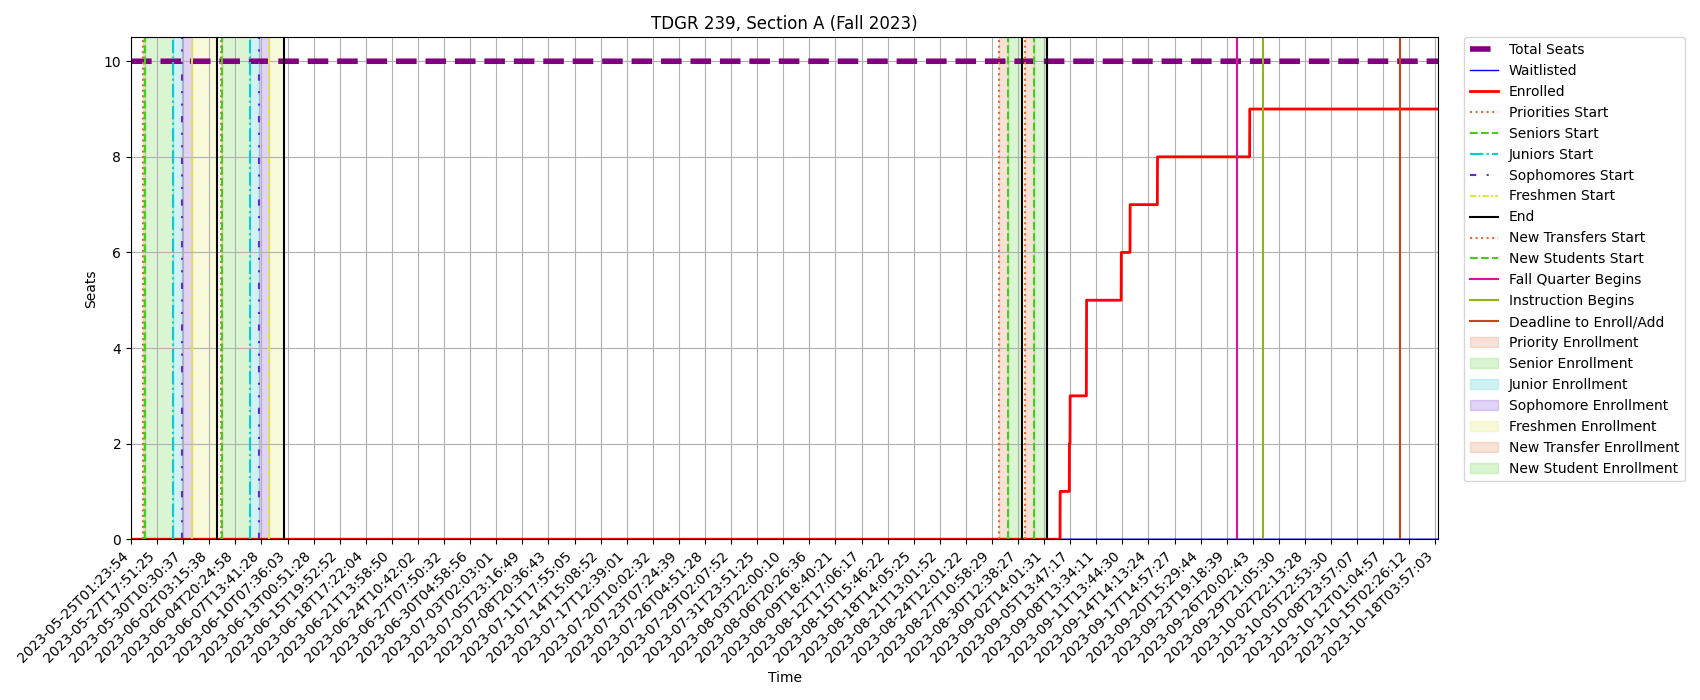 TDGR 239, Section A (Fall 2023)
Seats
10
8
6
4
2
0
2023-05-25T01:23:54
2023-05-27T17:51:25
2023-05-30T10:30:37
2023-06-02T03:15:38
2023-06-04T20:24:58
2023-06-07T13:41:28
2023-06-10T07:36:03
2023-06-13T00:51:28
2023-06-15T19:52:52
2023-06-18T17:22:04
2023-06-21T13:58:50
2023-06-24T10:42:02
2023-06-27T07:50:32
2023-06-30T04:58:56
2023-07-03T02:03:01
2023-07-05T23:16:49
2023-07-08T20:36:43
2023-07-11T17:55:05
2023-07-14T15:08:52
2023-07-17T12:39:01
2023-07-20T10:02:32
2023-07-23T07:24:39
2023-07-26T04:51:28
2023-07-29T02:07:52
2023-07-31T23:51:25
2023-08-03T22:00:10
2023-08-06T20:26:36
2023-08-09T18:40:21
2023-08-12T17:06:17
2023-08-15T15:46:22
2023-08-18T14:05:25
2023-08-21T13:01:52
2023-08-24T12:01:22
2023-08-27T10:58:29
2023-08-30T12:38:27
2023-09-02T14:01:31
2023-09-05T13:47:17
2023-09-08T13:34:11
2023-09-11T13:44:30
2023-09-14T14:13:24
2023-09-17T14:57:27
2023-09-20T15:29:44
2023-09-23T19:18:39
2023-09-26T20:02:43
2023-09-29T21:05:30
2023-10-02T22:13:28
2023-10-05T22:53:30
2023-10-08T23:57:07
2023-10-12T01:04:57
2023-10-15T02:26:12
2023-10-18T03:57:03
Time
Total Seats
Waitlisted
Enrolled
Priorities Start
Seniors Start
Juniors Start
Sophomores Start
Freshmen Start
End
New Transfers Start
New Students Start
Fall Quarter Begins
Instruction Begins
Deadline to Enroll/Add
Priority Enrollment
Senior Enrollment
Junior Enrollment
Sophomore Enrollment
Freshmen Enrollment
New Transfer Enrollment
New Student Enrollment